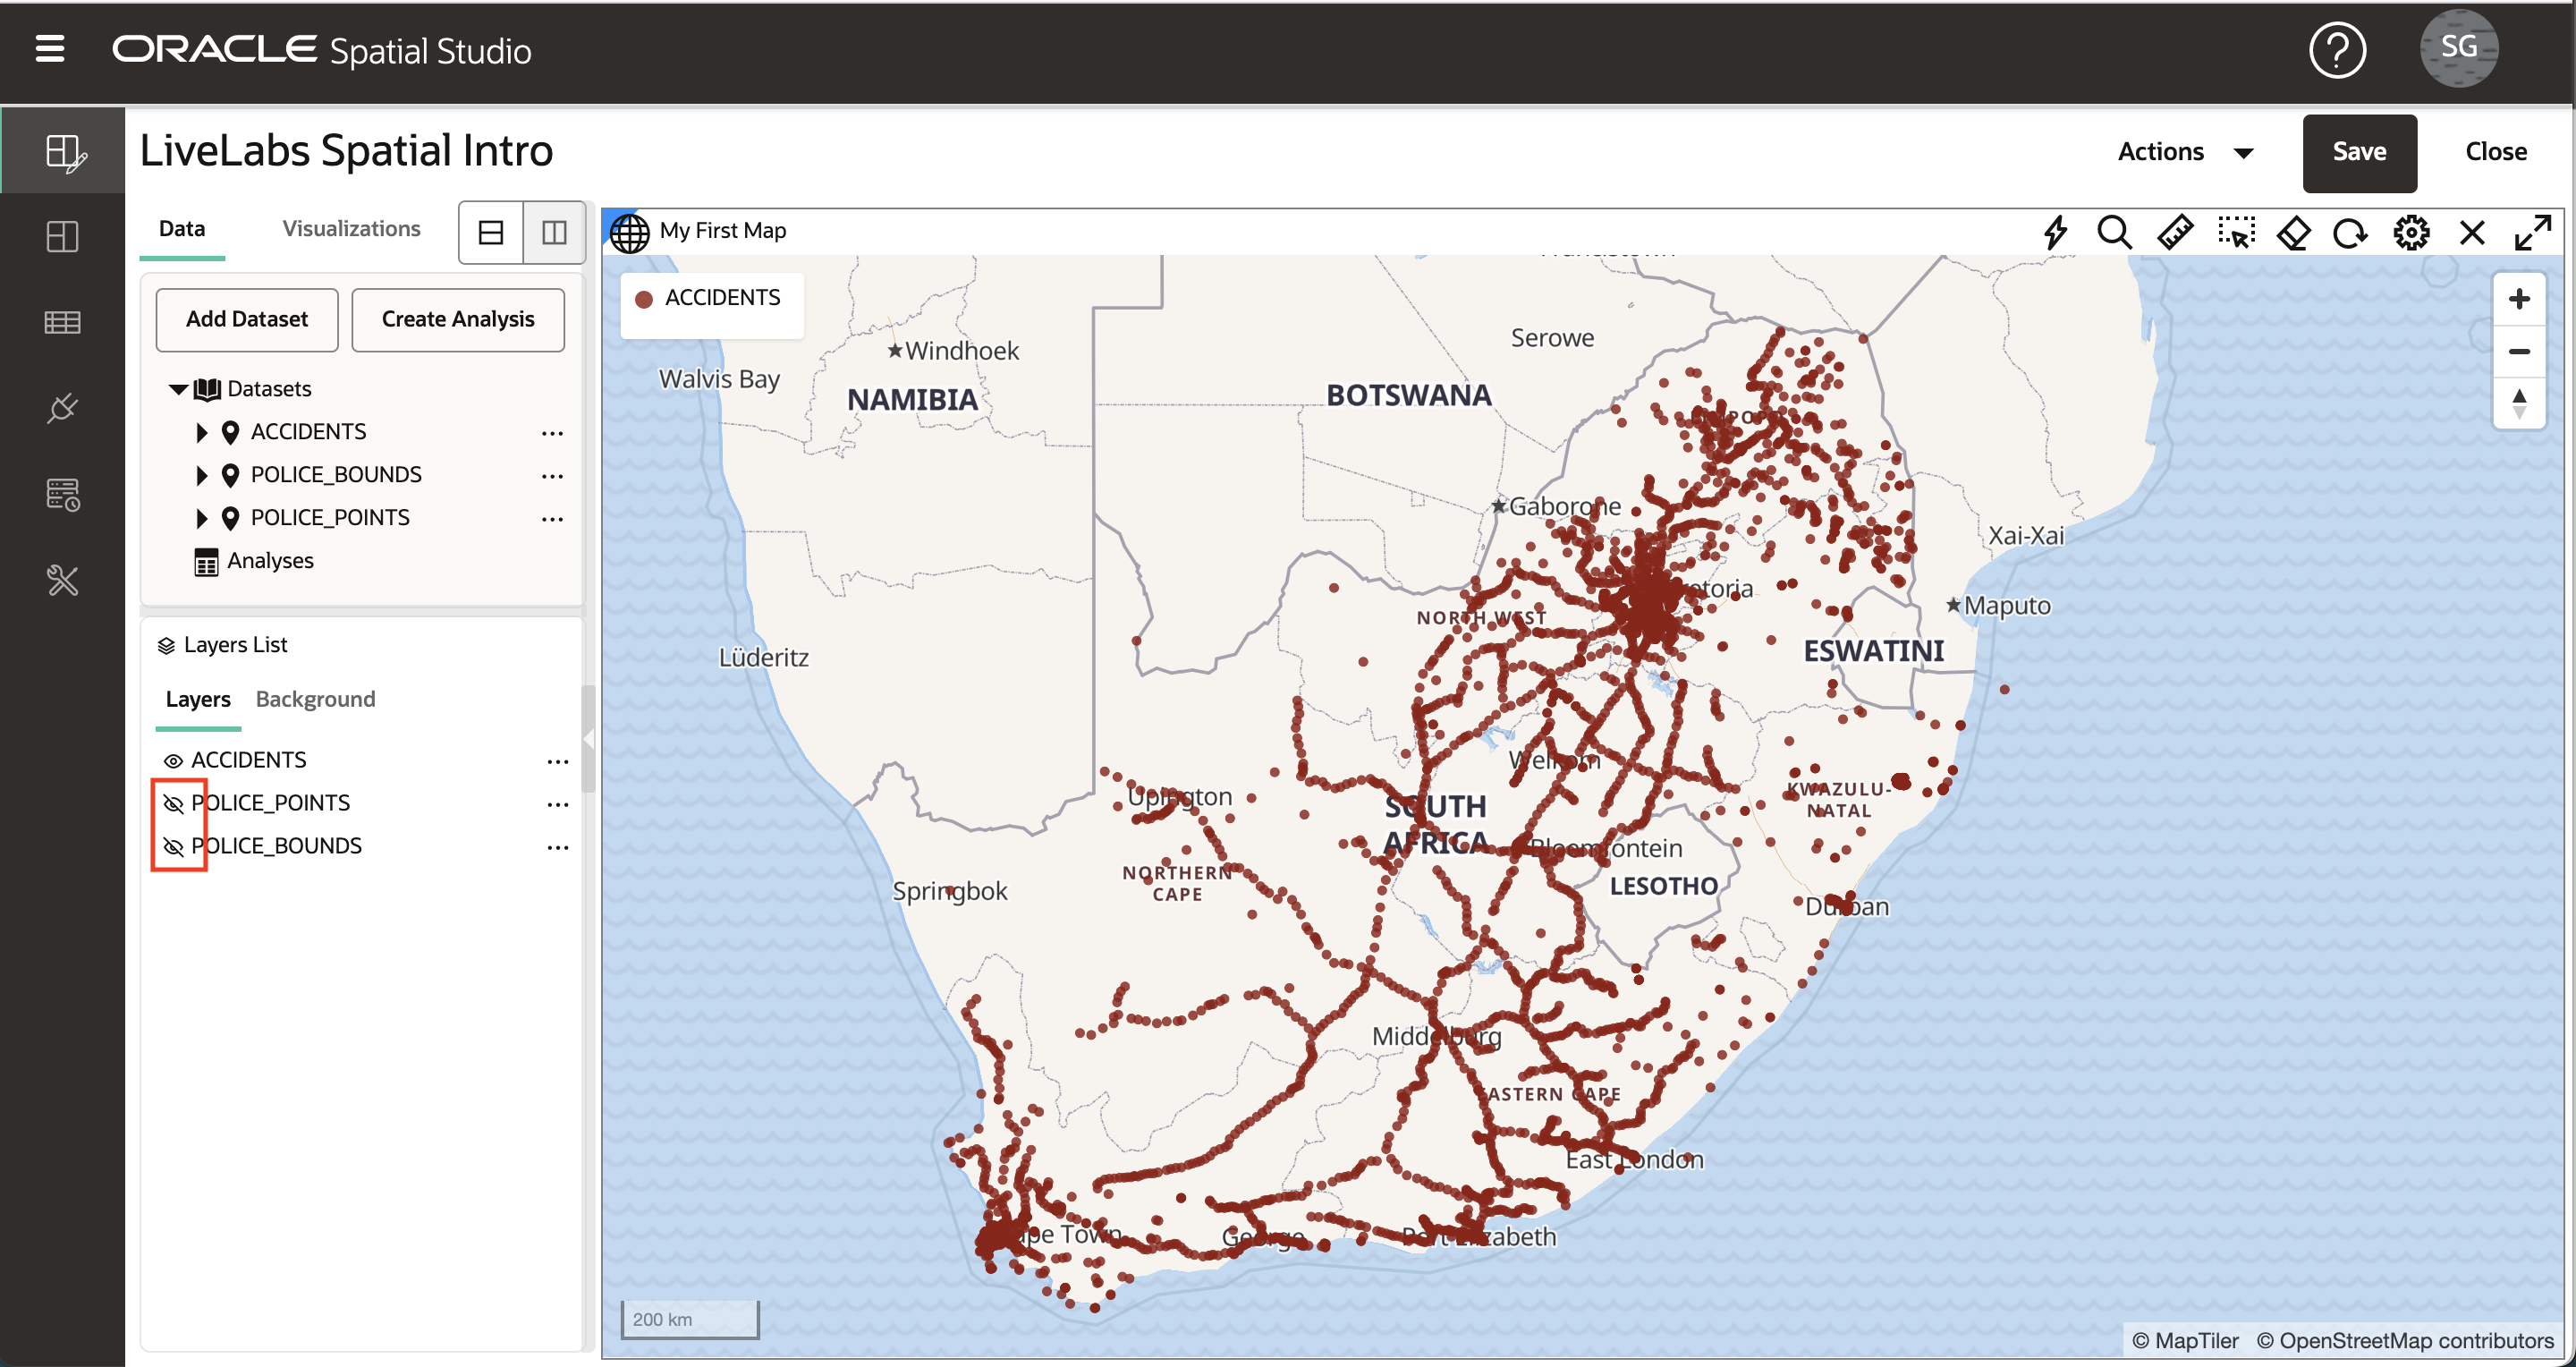 ORACLE Spatial Studio
SG
LiveLabs Spatial Intro
Actions
Save
Close
Data
Visualizations
My First Map
Add Dataset
Create Analysis
Datasets
ACCIDENTS
POLICE_BOUNDS
POLICE_POINTS
Analyses
Layers List
Layers
Background
ACCIDENTS
POLICE_POINTS
POLICE_BOUNDS
ACCIDENTS
Serowe
Windhoek
Walvis Bay
NAMIBIA
BOTSWANA
Gaborone
Xai-Xai
Maputo
NORTH WEST
ESWATINI
Lüderitz
Welkom
Upington
SOUTH
AFRICA
KWAZULU-
NATAL
Bloemfontein
NORTHERN
CAPE
LESOTHO
Springbok
Durban
Middelburg
EASTERN CAPE
East London
Cape Town
George
Port Elizabeth
200 km
© MapTiler © OpenStreetMap contributors